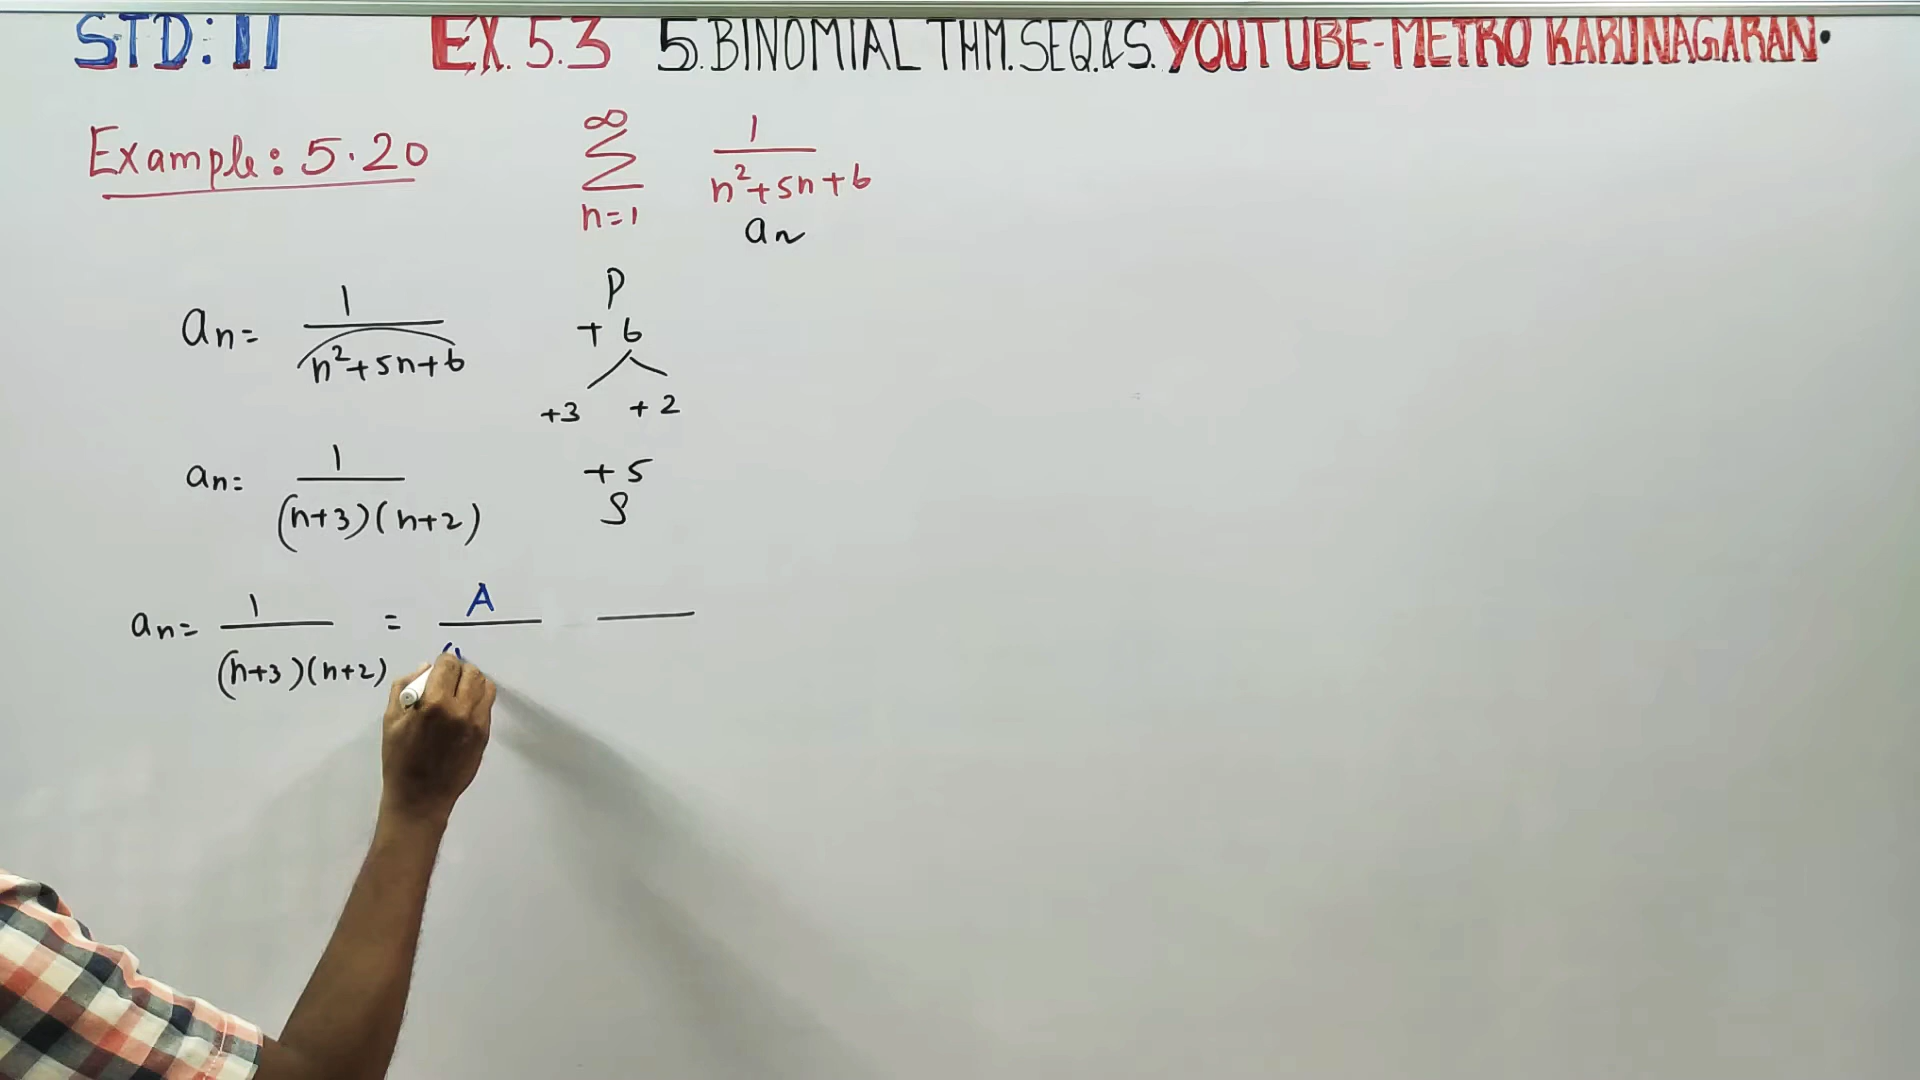 STD: 11 EX. 5.3 5. BINOMIAL THM. SEQ.&S. YOUTUBE-METRO KARUNAGARAN.
Example: 5.20 ∞ ∑ n=1 1 / n²+5n+6
an
P
an= 1 / n²+5n+6 +6
+3 +2
an= 1 / (n+3)(n+2) +5
S
an= 1 / (n+3)(n+2) = A /